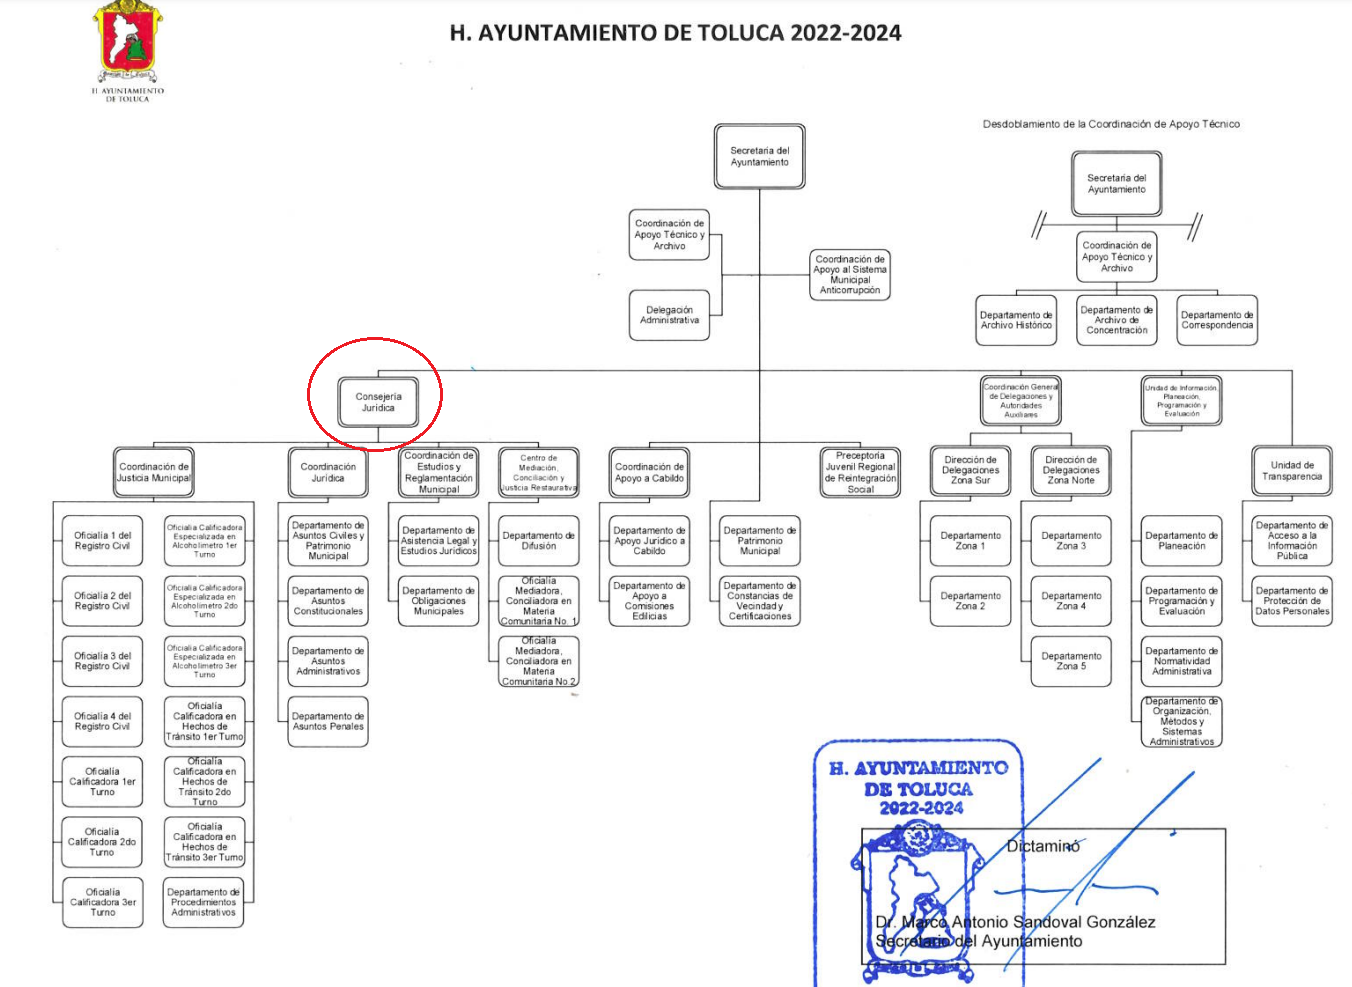 H. AYUNTAMIENTO DE TOLUCA 2022-2024
H AYUNTAMIENTO
DE TOLUCA
Desdoblamiento de la Coordinación de Apoyo Técnico
Secretaría del
Ayuntamiento
Secretaría del
Ayuntamiento
Coordinación de
Apoyo Técnico y
Archivo
Coordinación de
Apoyo al Sistema
Municipal
Anticorrupción
Delegación
Administrativa
Coordinación de
Apoyo Técnico y
Archivo
Departamento de
Archivo Histórico
Departamento de
Archivo de
Concentración
Departamento de
Correspondencia
Consejería
Jurídica
Coordinación General
de Delegaciones y
Autoridades
Auxiliares
Unidad de Información,
Planeación,
Programación y
Evaluación
Coordinación de
Justicia Municipal
Coordinación
Jurídica
Coordinación de
Estudios y
Reglamentación
Municipal
Centro de
Mediación,
Conciliación y
Justicia Restaurativa
Coordinación de
Apoyo a Cabildo
Preceptoría
Juvenil Regional
de Reintegración
Social
Dirección de
Delegaciones
Zona Sur
Dirección de
Delegaciones
Zona Norte
Unidad de
Transparencia
Oficialía 1 del
Registro Civil
Oficialía 2 del
Registro Civil
Oficialía 3 del
Registro Civil
Oficialía 4 del
Registro Civil
Oficialía
Calificadora 1er
Turno
Oficialía
Calificadora 2do
Turno
Oficialía
Calificadora 3er
Turno
Oficialía Calificadora
Especializada en
Alcoholímetro 1er
Turno
Oficialía Calificadora
Especializada en
Alcoholímetro 2do
Turno
Oficialía Calificadora
Especializada en
Alcoholímetro 3er
Turno
Oficialía
Calificadora en
Hechos de
Tránsito 1er Turno
Oficialía
Calificadora en
Hechos de
Tránsito 2do
Turno
Oficialía
Calificadora en
Hechos de
Tránsito 3er Turno
Departamento de
Procedimientos
Administrativos
Departamento de
Asuntos Civiles y
Patrimonio
Municipal
Departamento de
Asuntos
Constitucionales
Departamento de
Asuntos
Administrativos
Departamento de
Asuntos Penales
Departamento de
Asistencia Legal y
Estudios Jurídicos
Departamento de
Obligaciones
Municipales
Departamento de
Difusión
Oficialía
Mediadora,
Conciliadora en
Materia
Comunitaria No. 1
Oficialía
Mediadora,
Conciliadora en
Materia
Comunitaria No.2
Departamento de
Apoyo Jurídico a
Cabildo
Departamento de
Apoyo a
Comisiones
Edilicias
Departamento de
Patrimonio
Municipal
Departamento de
Constancias de
Vecindad y
Certificaciones
Departamento
Zona 1
Departamento
Zona 2
Departamento
Zona 3
Departamento
Zona 4
Departamento
Zona 5
Departamento
de Planeación
Departamento
de
Programación y
Evaluación
Departamento
de
Normatividad
Administrativa
Departamento de
Organización,
Métodos y
Sistemas
Administrativos
Departamento de
Acceso a la
Información
Pública
Departamento de
Protección de
Datos Personales
H. AYUNTAMIENTO
DE TOLUCA
2022-2024
Dictaminó
Dr. Marco Antonio Sandoval González
Secretario del Ayuntamiento